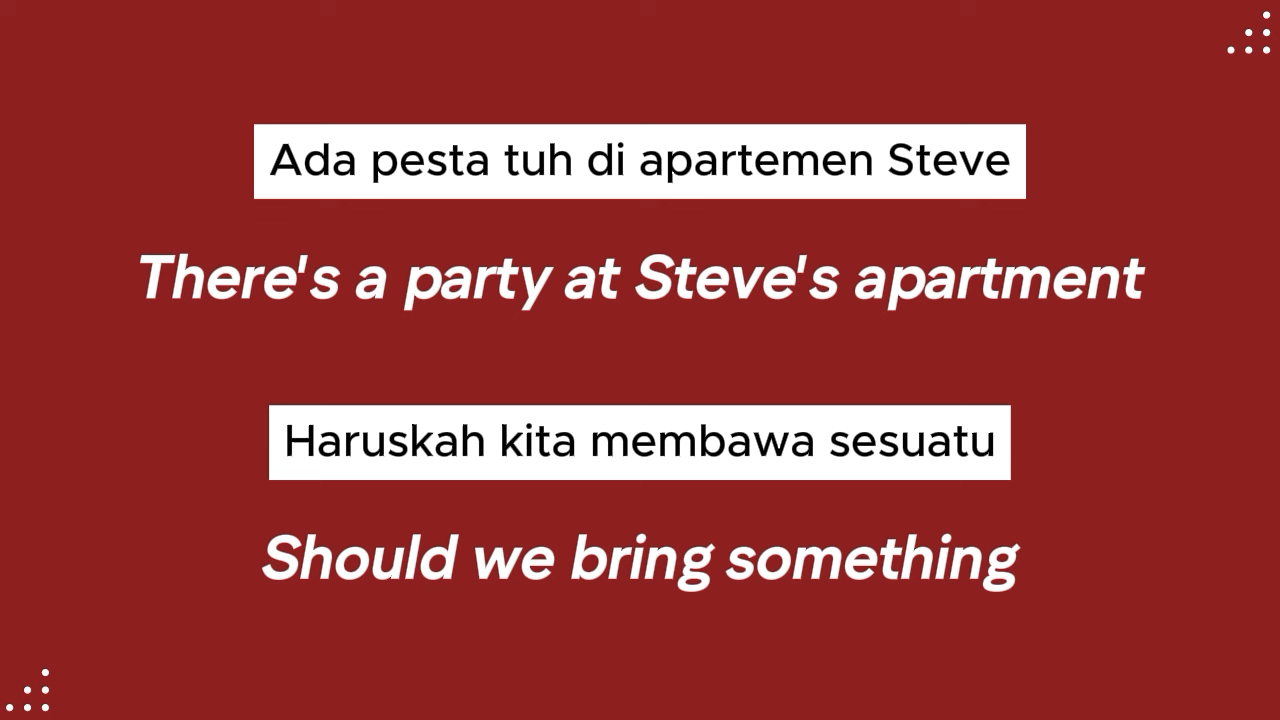 Ada pesta tuh di apartemen Steve
There's a party at Steve's apartment
Haruskah kita membawa sesuatu
Should we bring something